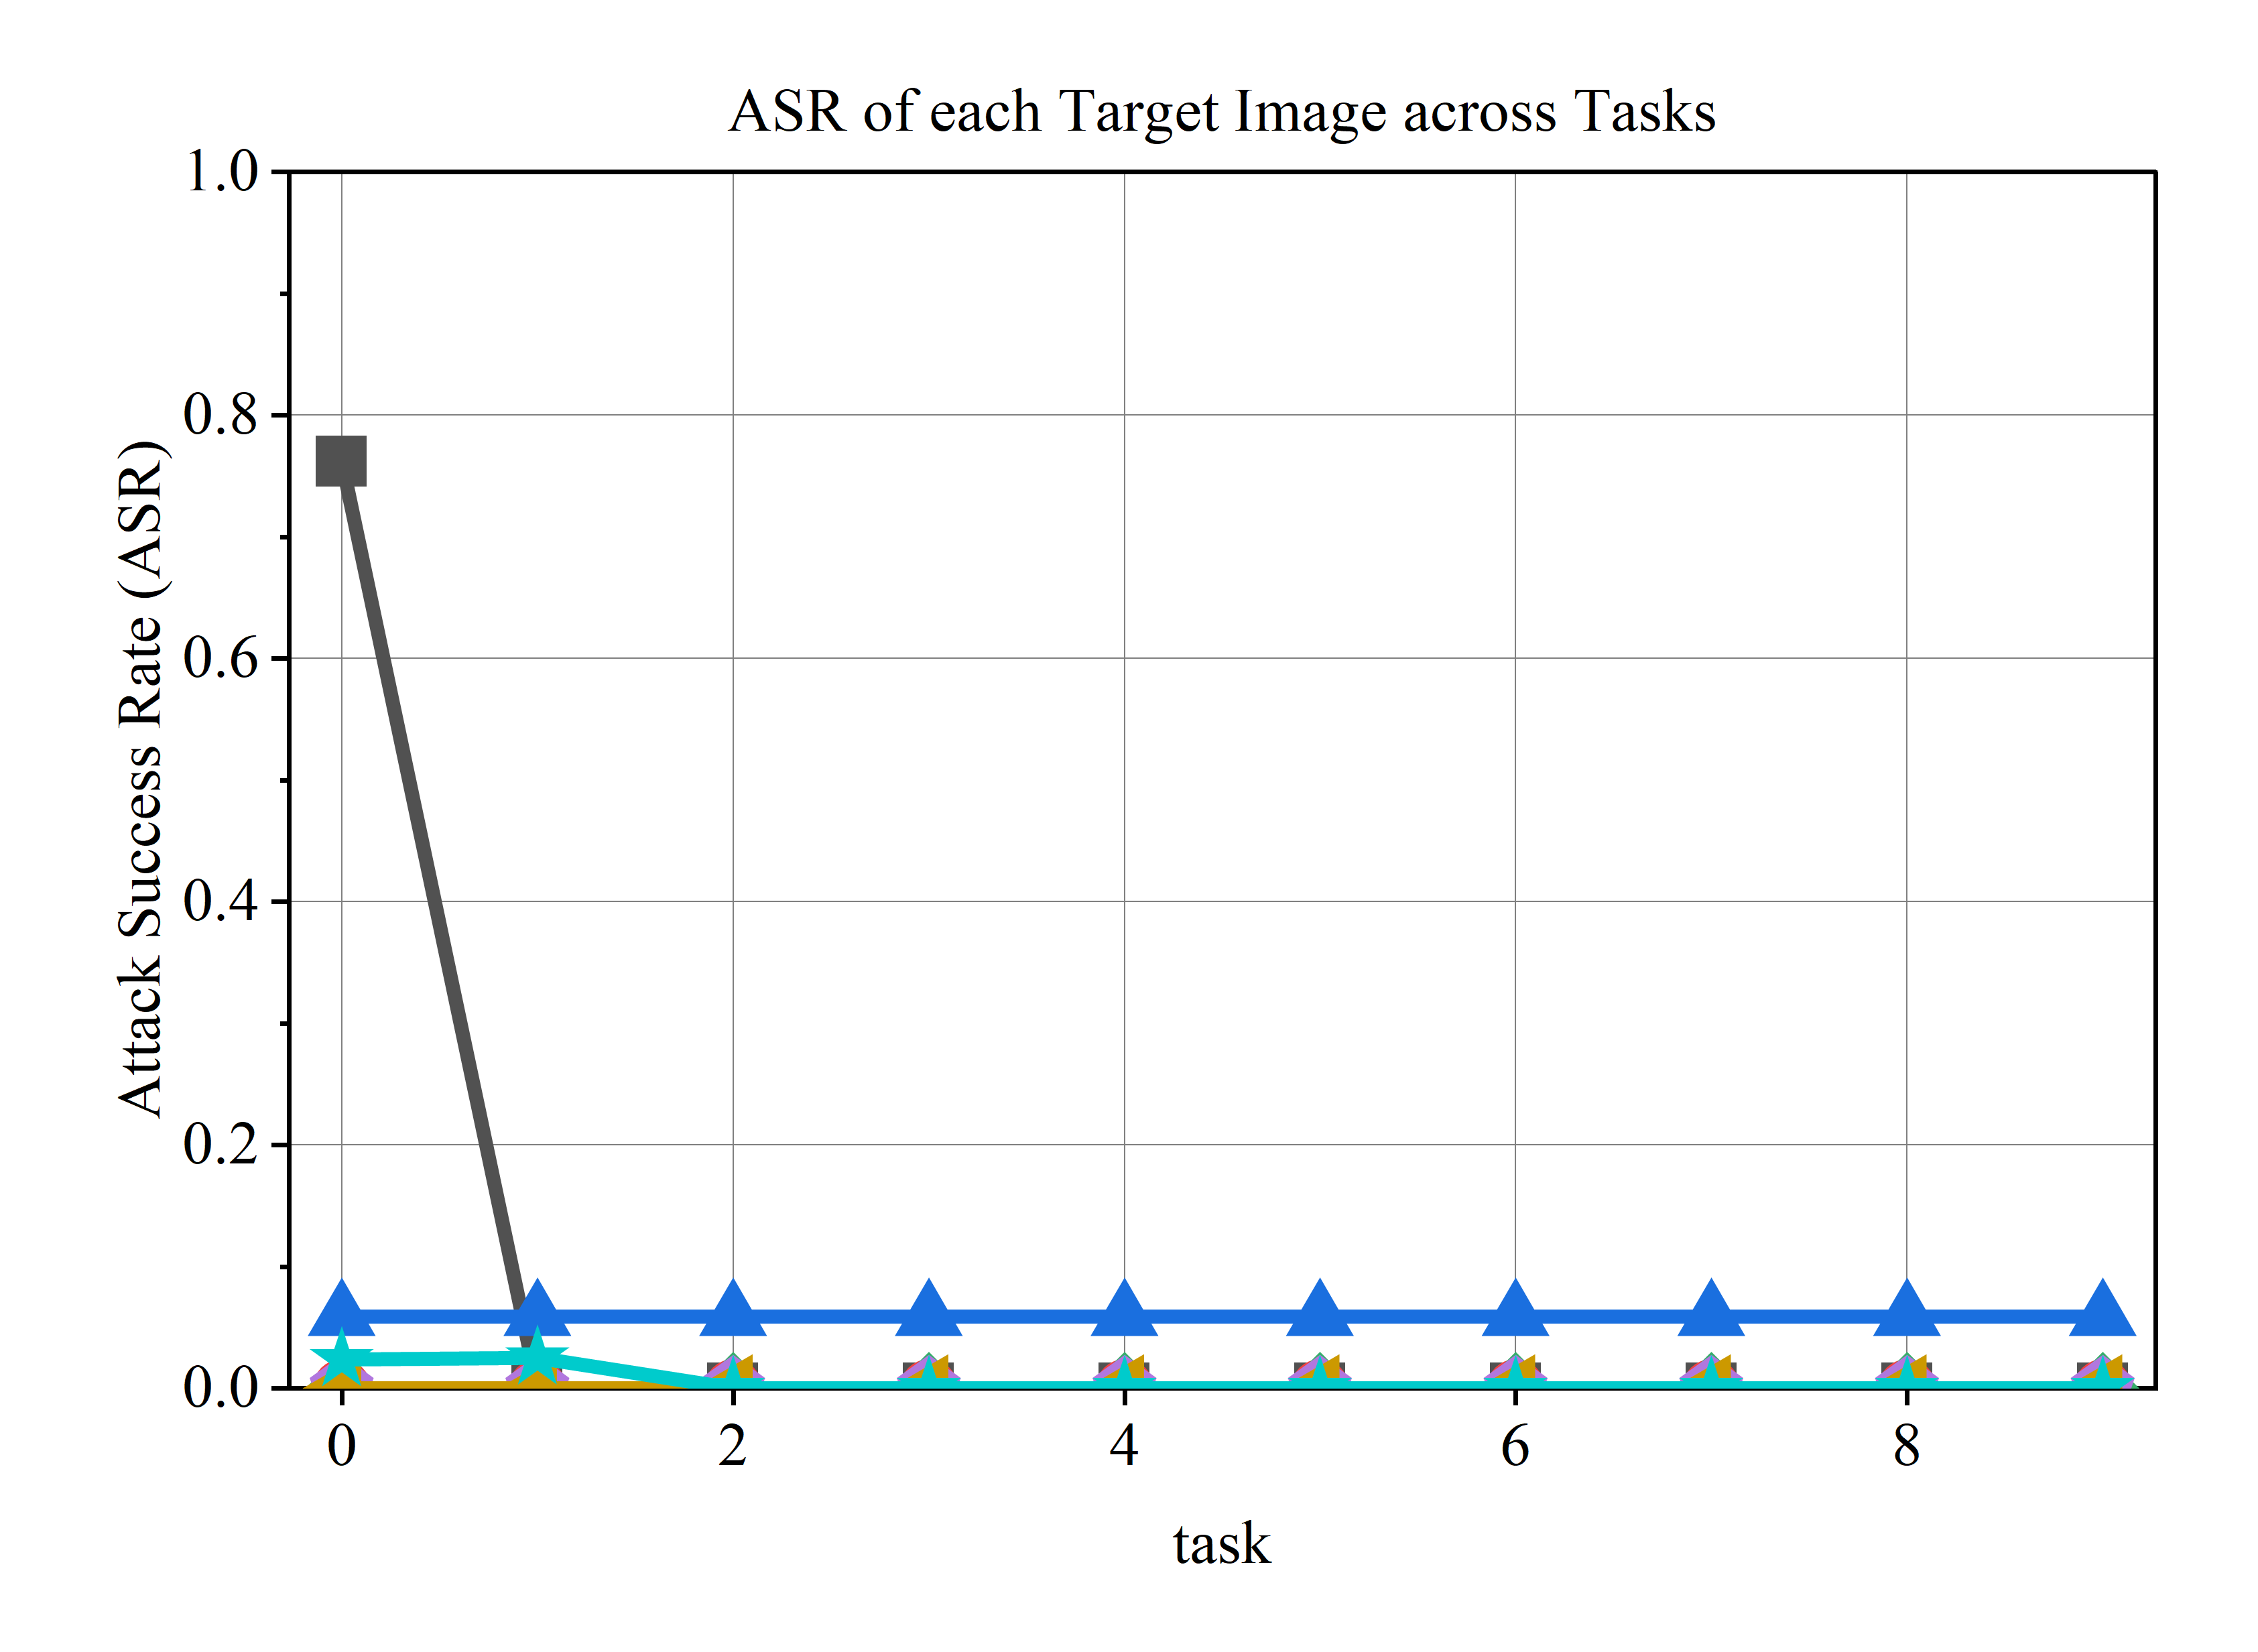 ASR of each Target Image across Tasks
1.0
0.8
0.6
0.4
0.2
0.0
Attack Success Rate (ASR)
0 2 4 6 8
task